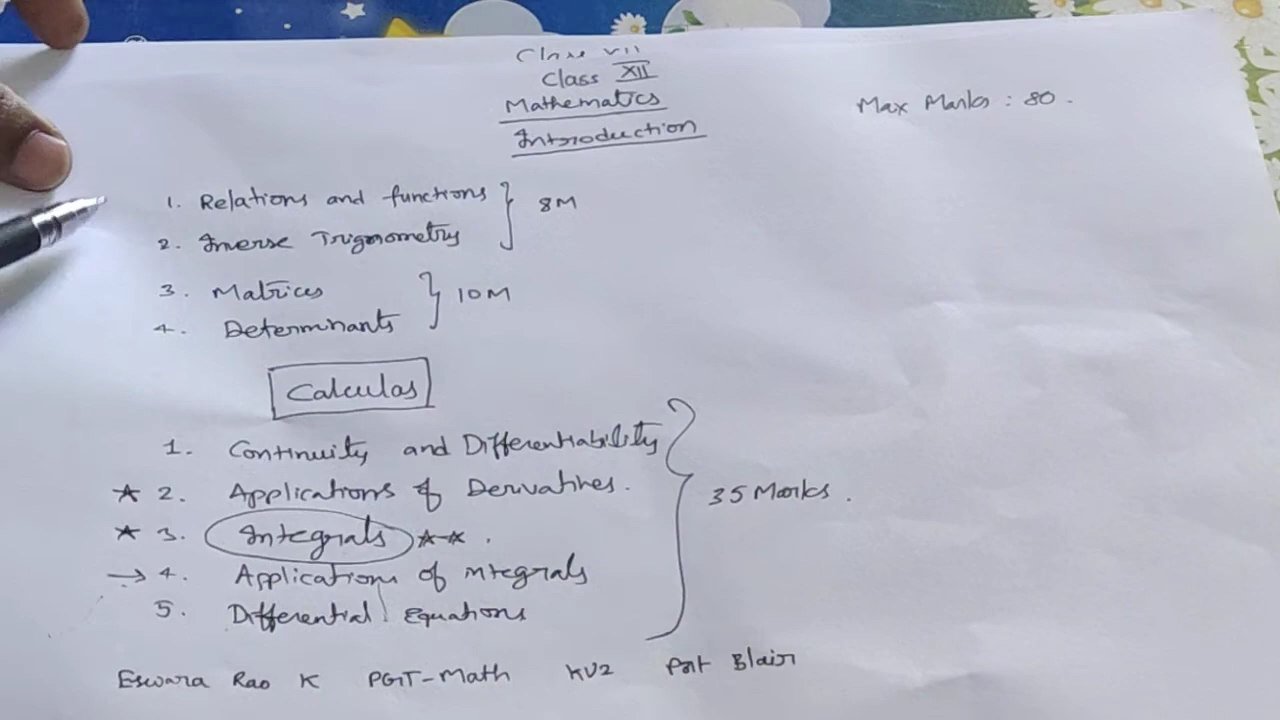 Class VII
Class XII
Mathematics
Max Marks : 80.
Introduction
1. Relations and functions } 8M
2. Inverse Trigonometry
3. Matrices } 10M
4. Determinants
Calculas
1. Continuity and Differentiability
★ 2. Applications of Derivatives. } 35 Marks.
★ 3. Integrals ★★.
→ 4. Applications of integrals
5. Differential Equations
Eswara Rao K PGT-Math KV2 Port Blair